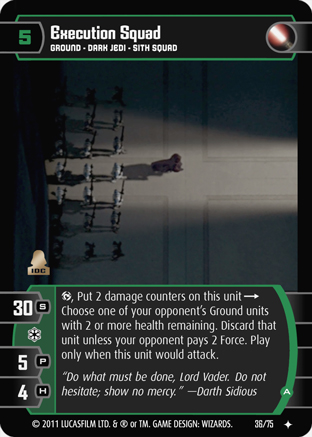 5 Execution Squad
GROUND - DARK JEDI - SITH SQUAD
IDC
30 S
5 P
4 H
, Put 2 damage counters on this unit →
Choose one of your opponent's Ground units
with 2 or more health remaining. Discard that
unit unless your opponent pays 2 Force. Play
only when this unit would attack.
"Do what must be done, Lord Vader. Do not
hesitate; show no mercy." —Darth Sidious
A
© 2011 LUCASFILM LTD. & ® OR TM. GAME DESIGN: WIZARDS. 36/75